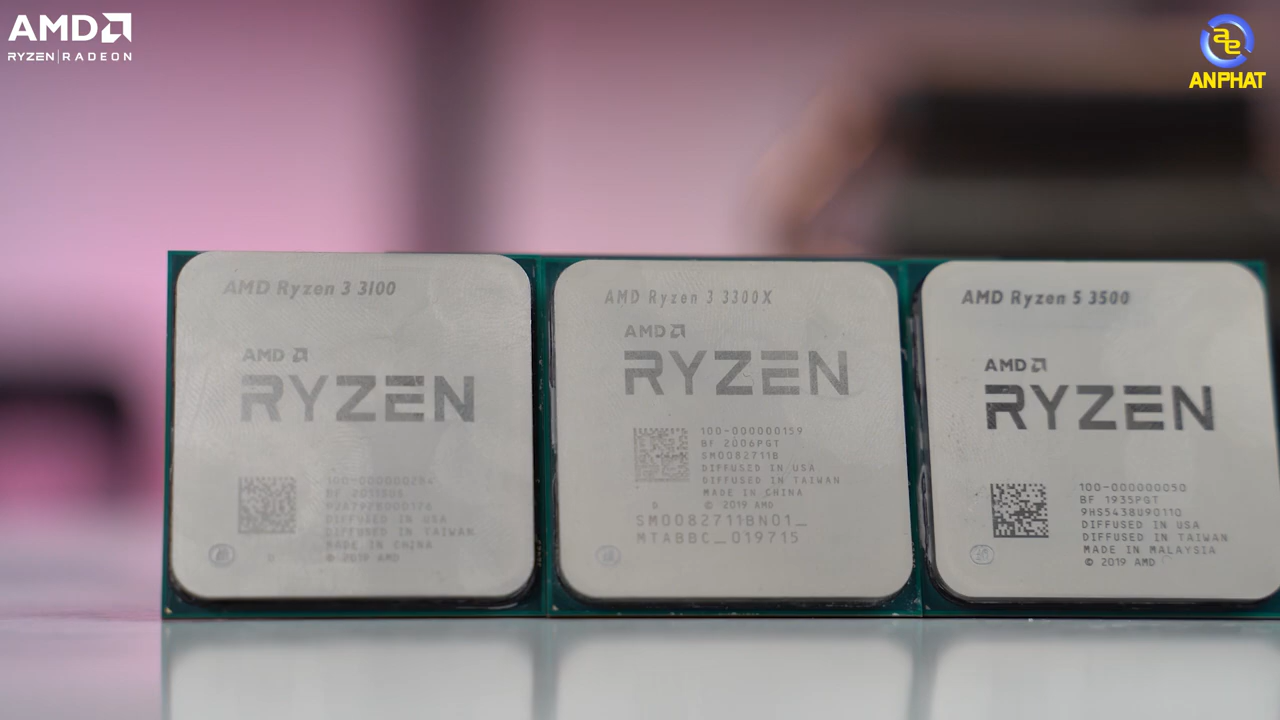 AMD
RYZEN | RADEON
ae
ANPHAT
AMD Ryzen 3 3100
AMD
RYZEN
100-000000284
DIFFUSED IN USA
DIFFUSED IN TAIWAN
MADE IN CHINA
© 2019 AMD
D
AMD Ryzen 3 3300X
AMD
RYZEN
100-000000159
BF 2006PGT
SM0082711B
DIFFUSED IN USA
DIFFUSED IN TAIWAN
MADE IN CHINA
D © 2019 AMD
SM0082711BN01_
MTABBC_019715
AMD Ryzen 5 3500
AMD
RYZEN
100-000000050
BF 1935PGT
9HS5438U90110
DIFFUSED IN USA
DIFFUSED IN TAIWAN
MADE IN MALAYSIA
© 2019 AMD